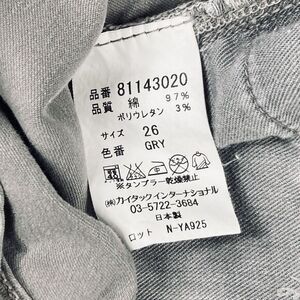 品番 81143020
品質 綿 97%
ポリウレタン 3%
サイズ 26
色番 GRY
※タンブラー乾燥禁止
㈱カイタックインターナショナル
03-5722-3684
日本製
ロット N-YA925